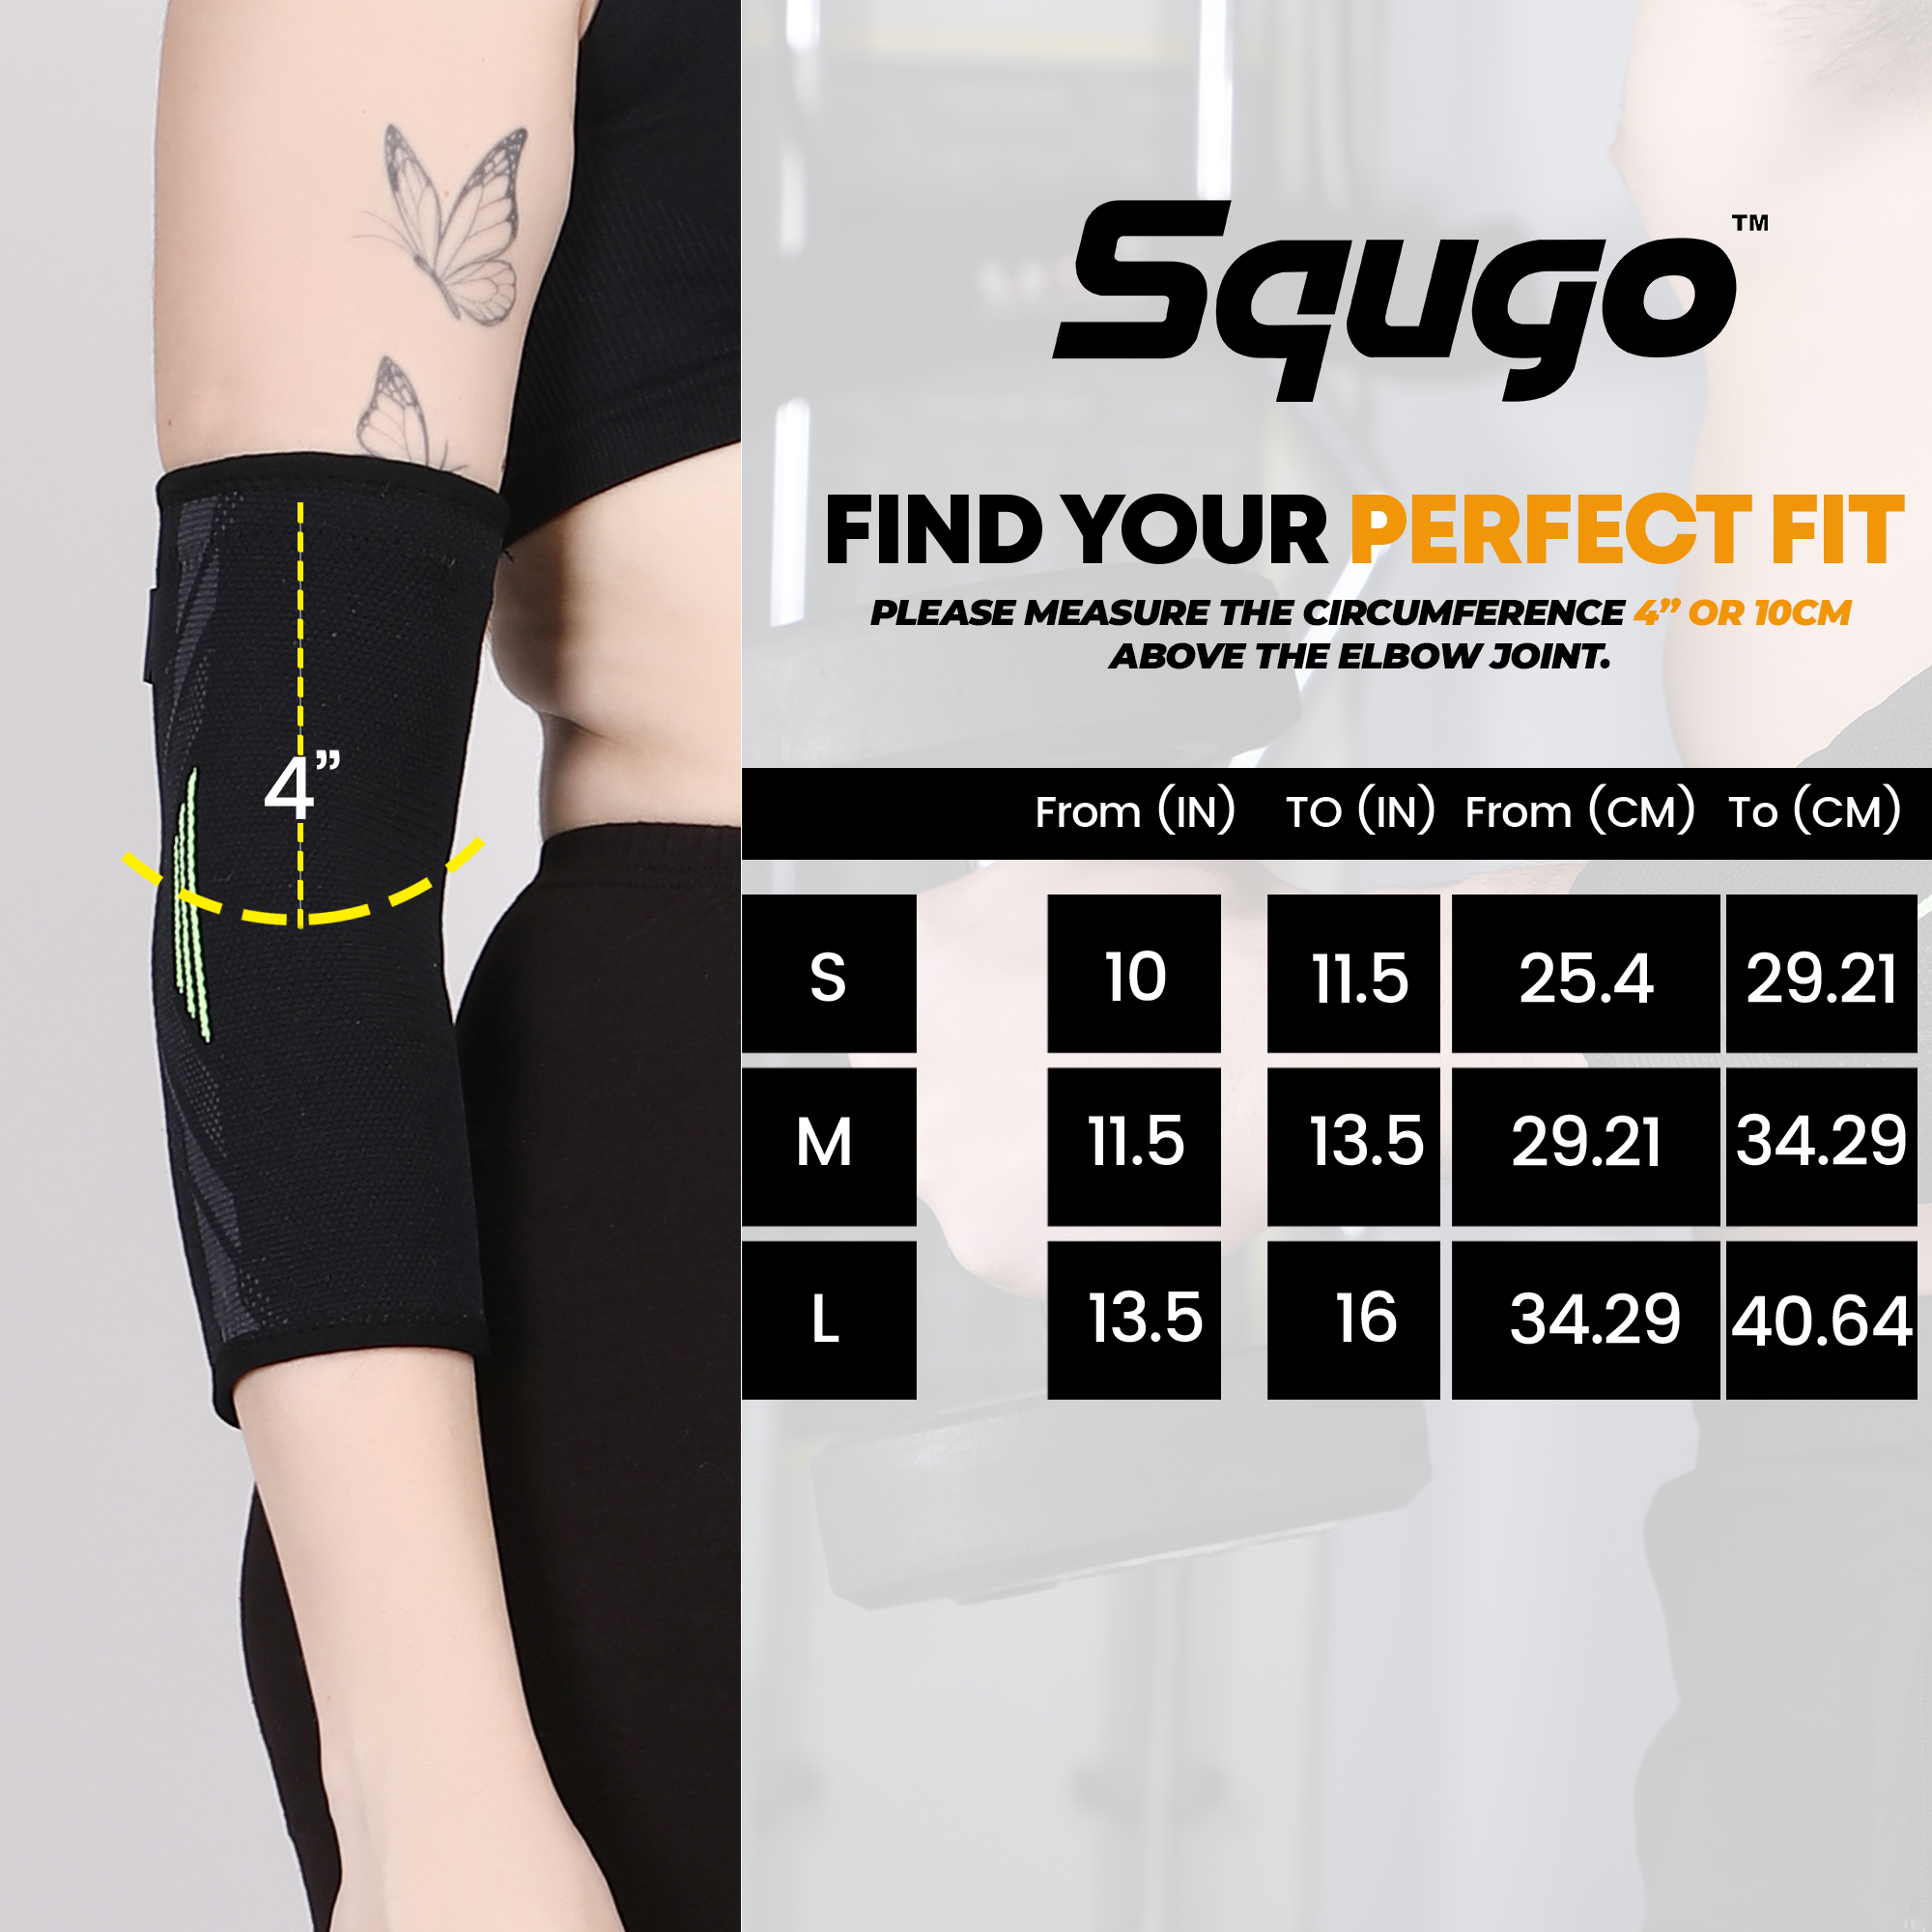 Squgo™
FIND YOUR PERFECT FIT
PLEASE MEASURE THE CIRCUMFERENCE 4” OR 10CM
ABOVE THE ELBOW JOINT.
4”
From (IN) TO (IN) From (CM) To (CM)
S 10 11.5 25.4 29.21
M 11.5 13.5 29.21 34.29
L 13.5 16 34.29 40.64